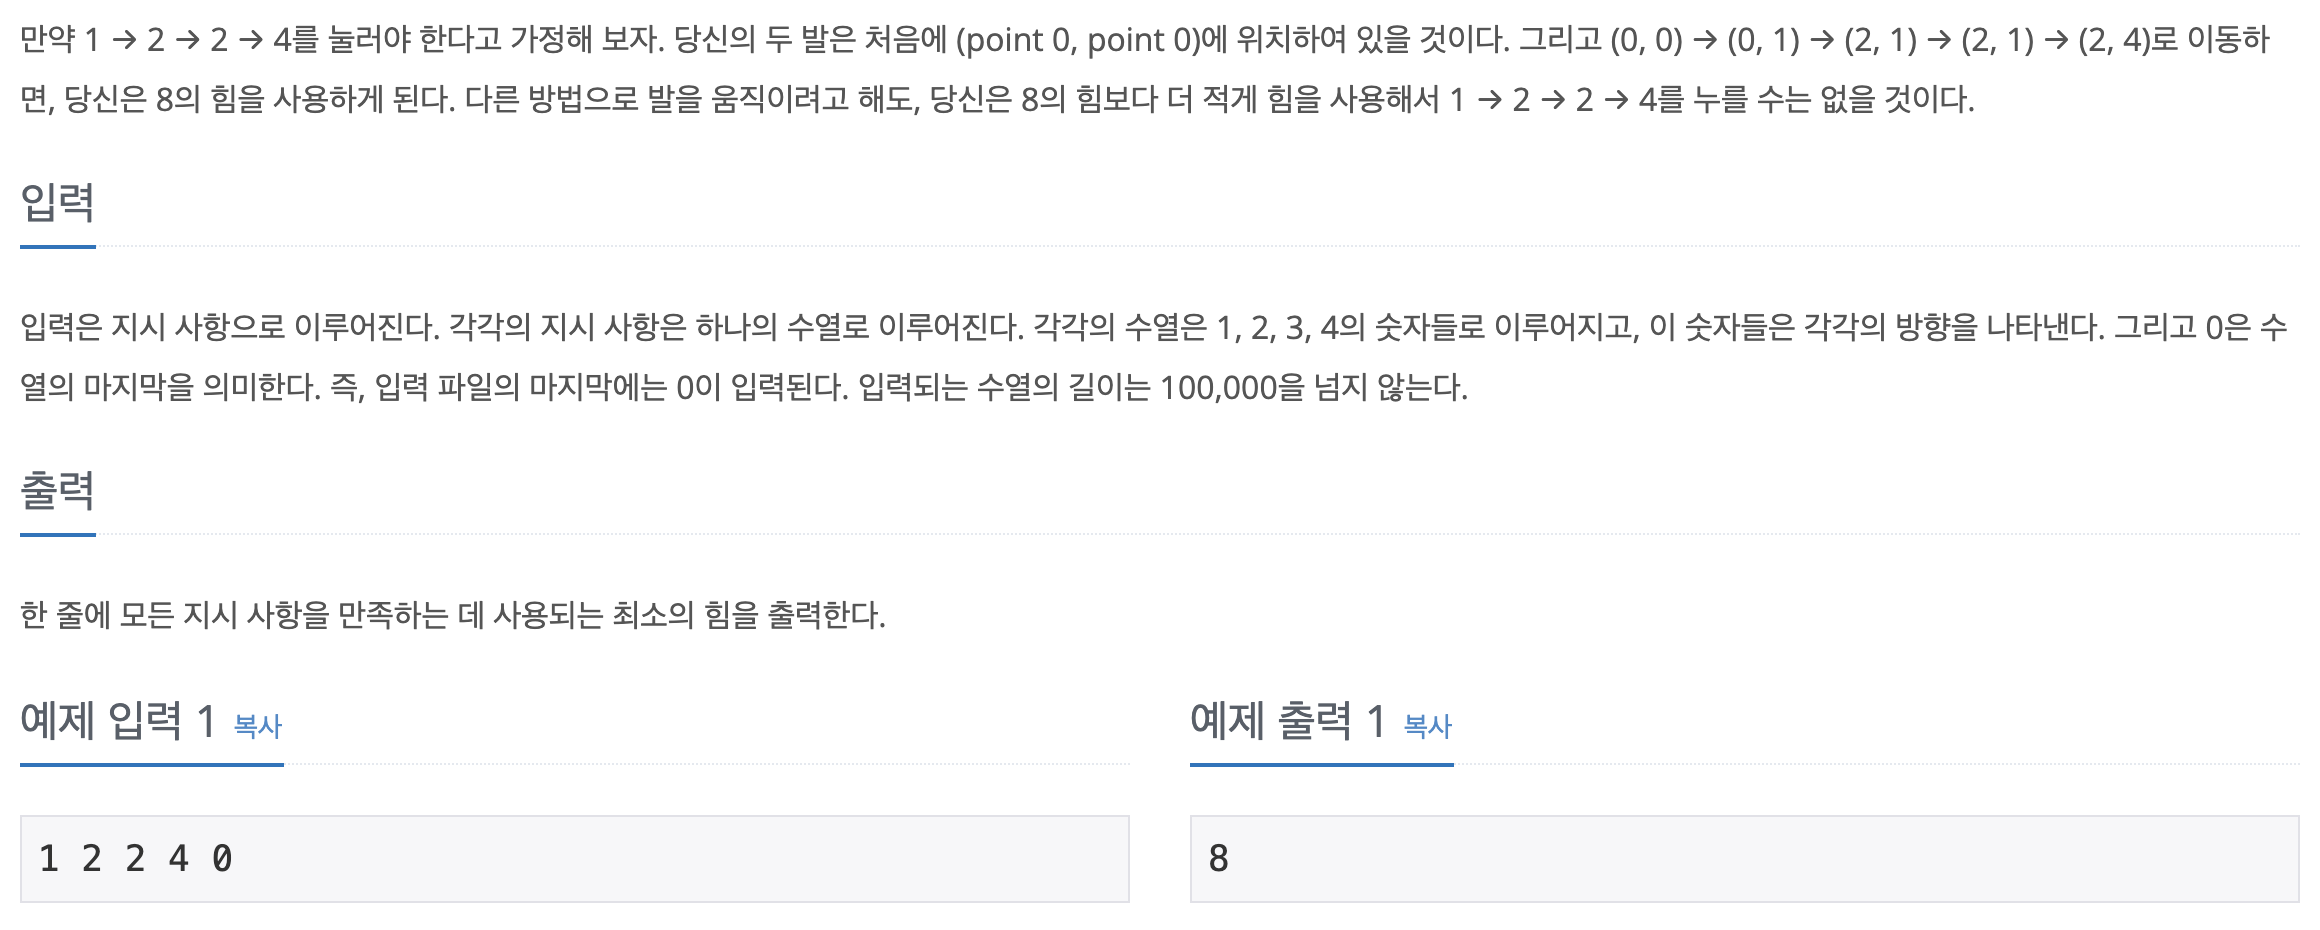 만약 1 → 2 → 2 → 4를 눌러야 한다고 가정해 보자. 당신의 두 발은 처음에 (point 0, point 0)에 위치하여 있을 것이다. 그리고 (0, 0) → (0, 1) → (2, 1) → (2, 1) → (2, 4)로 이동하
면, 당신은 8의 힘을 사용하게 된다. 다른 방법으로 발을 움직이려고 해도, 당신은 8의 힘보다 더 적게 힘을 사용해서 1 → 2 → 2 → 4를 누를 수는 없을 것이다.
입력
입력은 지시 사항으로 이루어진다. 각각의 지시 사항은 하나의 수열로 이루어진다. 각각의 수열은 1, 2, 3, 4의 숫자들로 이루어지고, 이 숫자들은 각각의 방향을 나타낸다. 그리고 0은 수
열의 마지막을 의미한다. 즉, 입력 파일의 마지막에는 0이 입력된다. 입력되는 수열의 길이는 100,000을 넘지 않는다.
출력
한 줄에 모든 지시 사항을 만족하는 데 사용되는 최소의 힘을 출력한다.
예제 입력 1 복사
예제 출력 1 복사
1 2 2 4 0
8